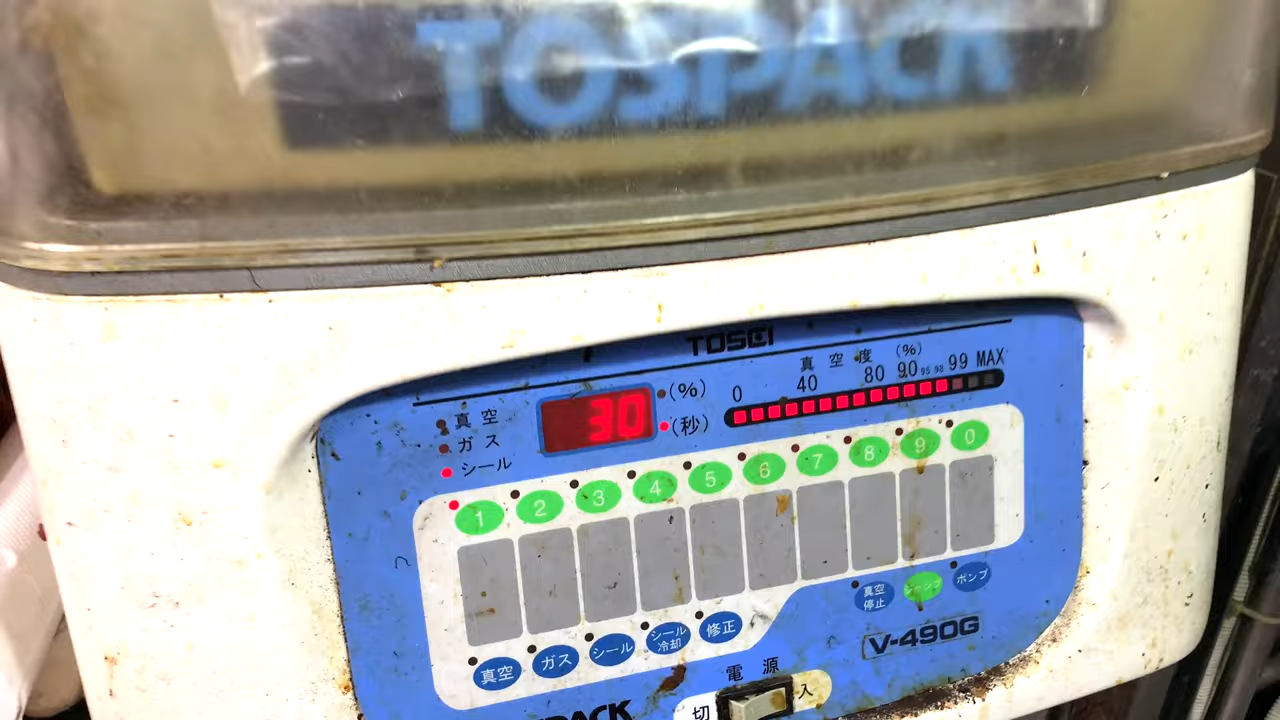 TOSPACK
TOSEI
真空度 (%)
0 40 80 90 95 98 99 MAX
真空
ガス
シール
30
(%)
(秒)
1 2 3 4 5 6 7 8 9 0
真空 ガス シール シール冷却 修正
真空停止 ポンプ
V-490G
電源
切 入
PACK